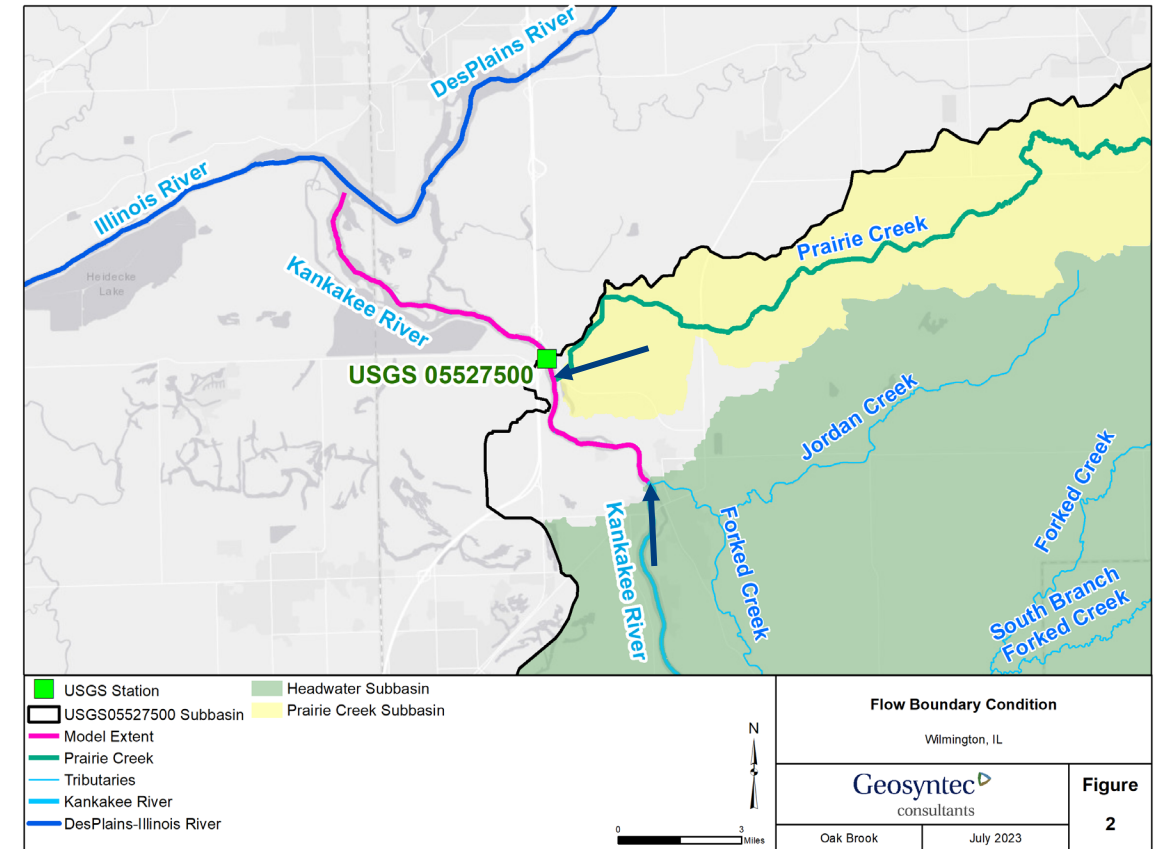 DesPlains River
Illinois River
Heidecke
Lake
Kankakee River
Prairie Creek
USGS 05527500
Jordan Creek
Forked Creek
Forked Creek
Kankakee River
South Branch
Forked Creek
USGS Station
USGS05527500 Subbasin
Model Extent
Prairie Creek
Tributaries
Kankakee River
DesPlains-Illinois River
Headwater Subbasin
Prairie Creek Subbasin
N
0 3
Miles
Flow Boundary Condition
Wilmington, IL
Geosyntec
consultants
Oak Brook
July 2023
Figure
2